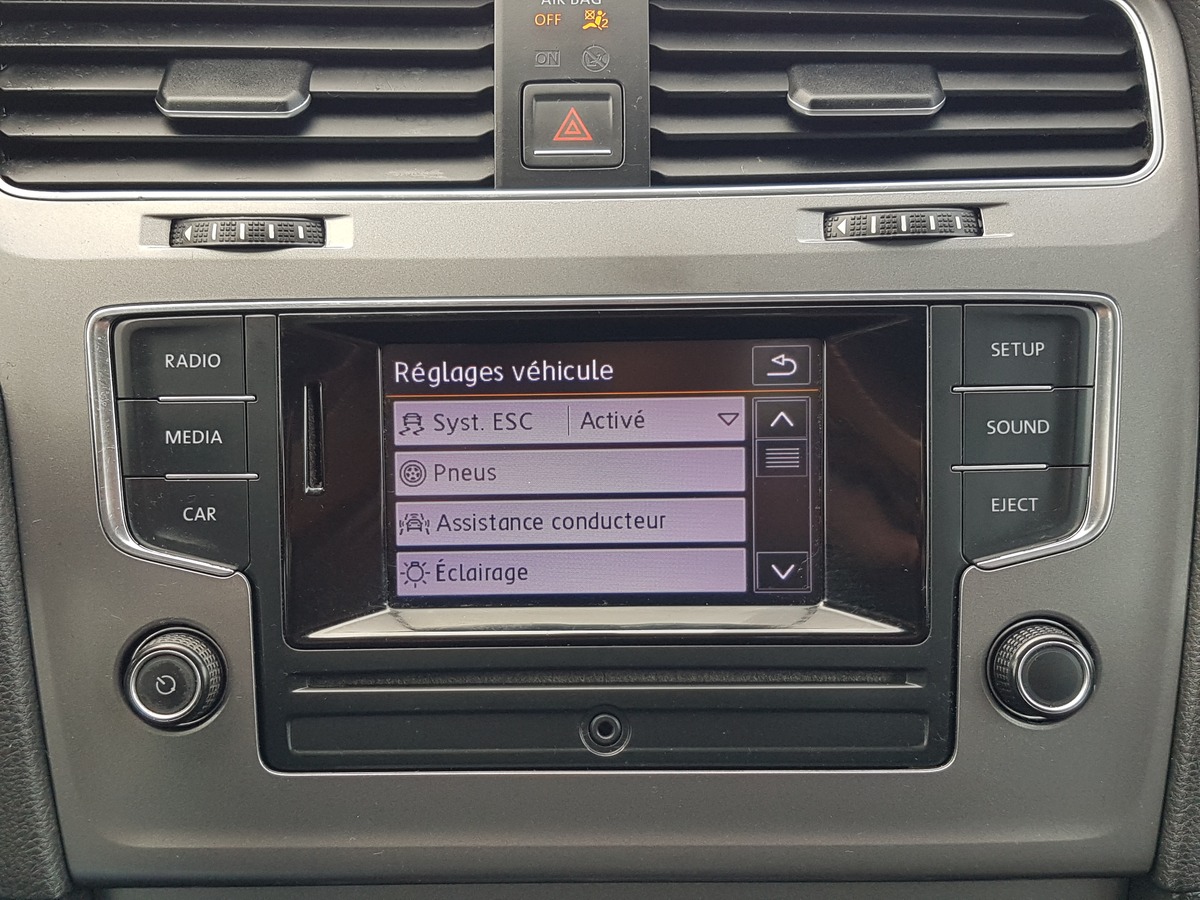 AIR BAG
OFF
2
ON
RADIO
MEDIA
CAR
Réglages véhicule
Syst. ESC Activé
Pneus
Assistance conducteur
Éclairage
SETUP
SOUND
EJECT